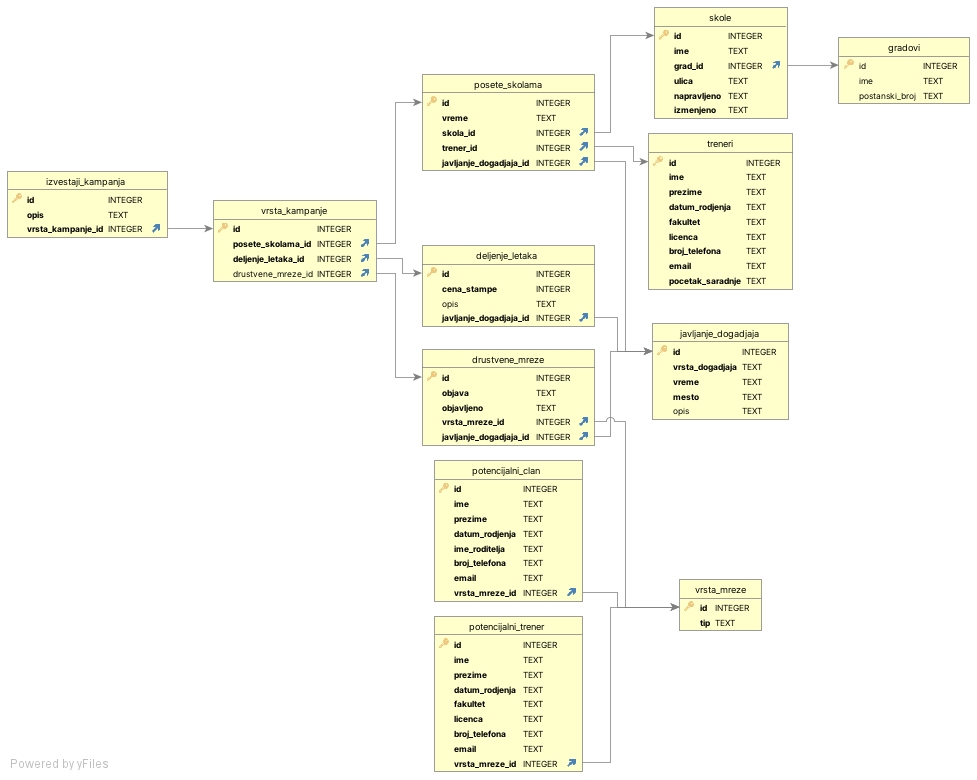 skole
id INTEGER
ime TEXT
grad_id INTEGER
ulica TEXT
napravljeno TEXT
izmenjeno TEXT
gradovi
id INTEGER
ime TEXT
postanski_broj TEXT
posete_skolama
id INTEGER
vreme TEXT
skola_id INTEGER
trener_id INTEGER
javljanje_dogadjaja_id INTEGER
treneri
id INTEGER
ime TEXT
prezime TEXT
datum_rodjenja TEXT
fakultet TEXT
licenca TEXT
broj_telefona TEXT
email TEXT
pocetak_saradnje TEXT
izvestaji_kampanja
id INTEGER
opis TEXT
vrsta_kampanje_id INTEGER
vrsta_kampanje
id INTEGER
posete_skolama_id INTEGER
deljenje_letaka_id INTEGER
drustvene_mreze_id INTEGER
deljenje_letaka
id INTEGER
cena_stampe INTEGER
opis TEXT
javljanje_dogadjaja_id INTEGER
javljanje_dogadjaja
id INTEGER
vrsta_dogadjaja TEXT
vreme TEXT
mesto TEXT
opis TEXT
drustvene_mreze
id INTEGER
objava TEXT
objavljeno TEXT
vrsta_mreze_id INTEGER
javljanje_dogadjaja_id INTEGER
potencijalni_clan
id INTEGER
ime TEXT
prezime TEXT
datum_rodjenja TEXT
ime_roditelja TEXT
broj_telefona TEXT
email TEXT
vrsta_mreze_id INTEGER
vrsta_mreze
id INTEGER
tip TEXT
potencijalni_trener
id INTEGER
ime TEXT
prezime TEXT
datum_rodjenja TEXT
fakultet TEXT
licenca TEXT
broj_telefona TEXT
email TEXT
vrsta_mreze_id INTEGER
Powered by yFiles